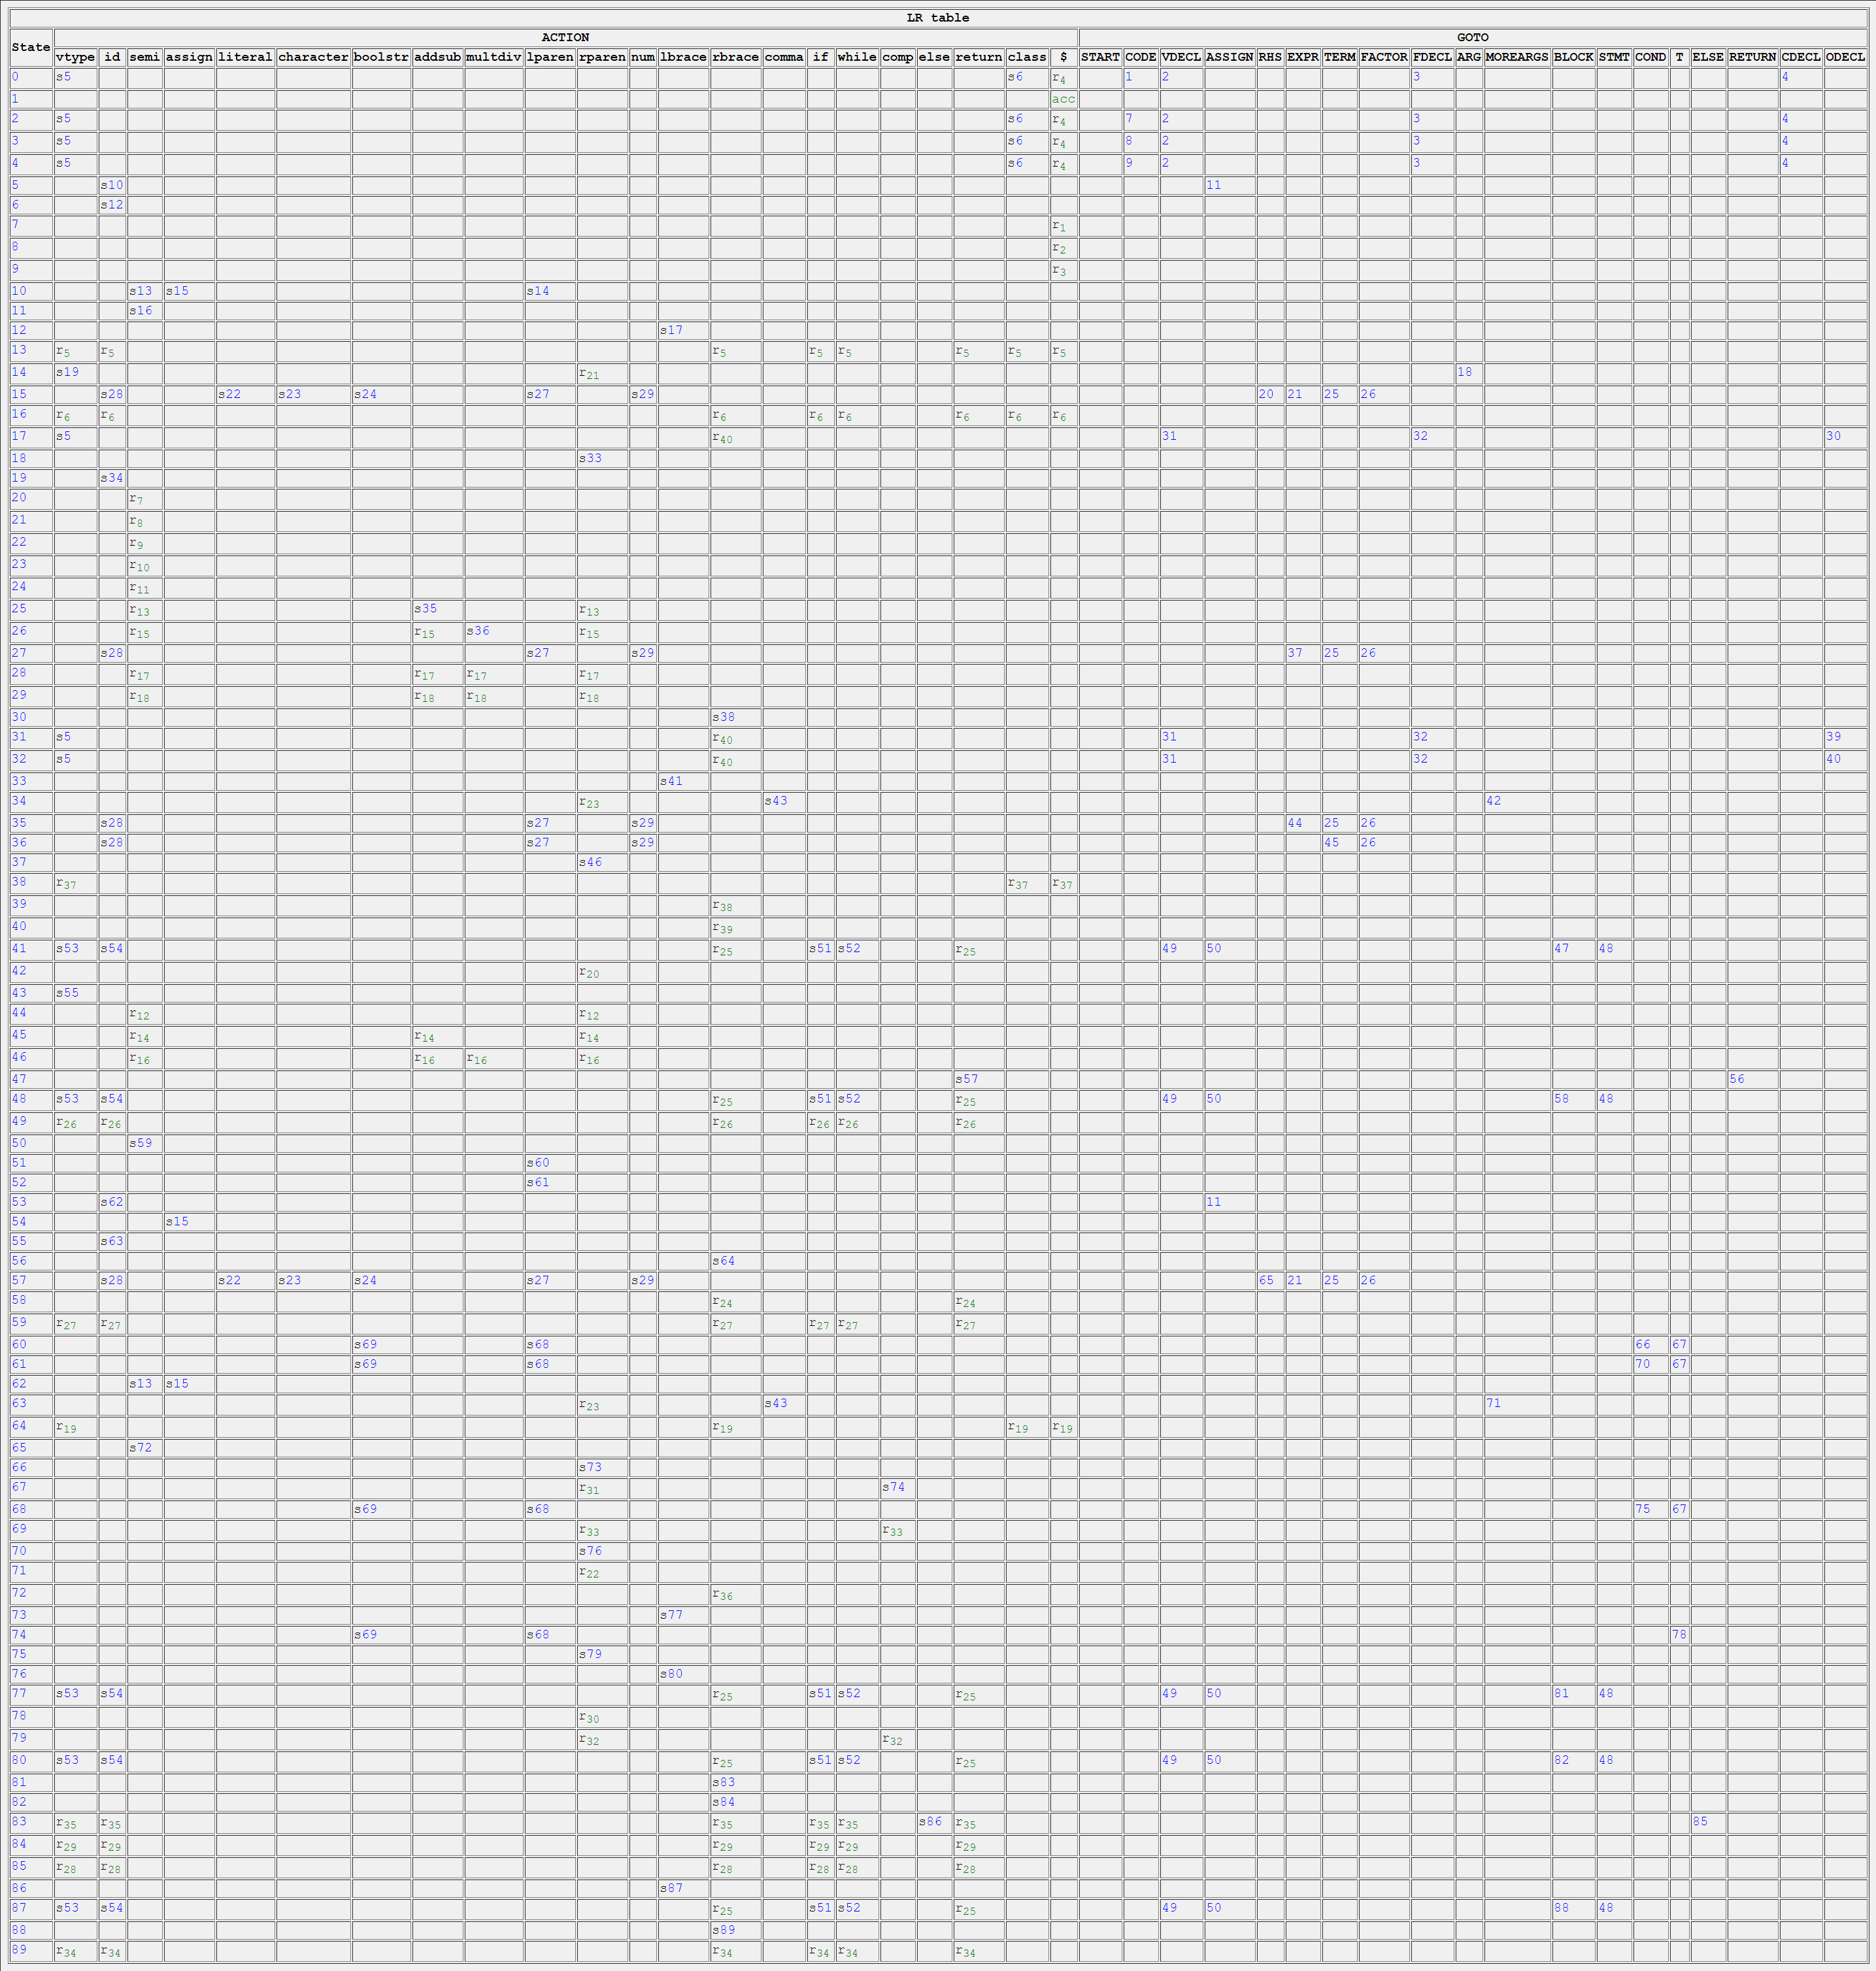 LR table
State ACTION GOTO
vtype id semi assign literal character boolstr addsub multdiv lparen rparen num lbrace rbrace comma if while comp else return class $ START CODE VDECL ASSIGN RHS EXPR TERM FACTOR FDECL ARG MOREARGS BLOCK STMT COND T ELSE RETURN CDECL ODECL
0 s5 s6 r4 1 2 3 4
1 acc
2 s5 s6 r4 7 2 3 4
3 s5 s6 r4 8 2 3 4
4 s5 s6 r4 9 2 3 4
5 s10 11
6 s12
7 r1
8 r2
9 r3
10 s13 s15 s14
11 s16
12 s17
13 r5 r5 r5 r5 r5 r5 r5 r5
14 s19 r21 18
15 s28 s22 s23 s24 s27 s29 20 21 25 26
16 r6 r6 r6 r6 r6 r6 r6 r6
17 s5 r40 31 32 30
18 s33
19 s34
20 r7
21 r8
22 r9
23 r10
24 r11
25 r13 s35 r13
26 r15 r15 s36 r15
27 s28 s27 s29 37 25 26
28 r17 r17 r17 r17
29 r18 r18 r18 r18
30 s38
31 s5 r40 31 32 39
32 s5 r40 31 32 40
33 s41
34 r23 s43 42
35 s28 s27 s29 44 25 26
36 s28 s27 s29 45 26
37 s46
38 r37 r37 r37
39 r38
40 r39
41 s53 s54 r25 s51 s52 r25 49 50 47 48
42 r20
43 s55
44 r12 r12
45 r14 r14 r14
46 r16 r16 r16 r16
47 s57 56
48 s53 s54 r25 s51 s52 r25 49 50 58 48
49 r26 r26 r26 r26 r26 r26
50 s59
51 s60
52 s61
53 s62 11
54 s15
55 s63
56 s64
57 s28 s22 s23 s24 s27 s29 65 21 25 26
58 r24 r24
59 r27 r27 r27 r27 r27 r27
60 s69 s68 66 67
61 s69 s68 70 67
62 s13 s15
63 r23 s43 71
64 r19 r19 r19 r19
65 s72
66 s73
67 r31 s74
68 s69 s68 75 67
69 r33 r33
70 s76
71 r22
72 r36
73 s77
74 s69 s68 78
75 s79
76 s80
77 s53 s54 r25 s51 s52 r25 49 50 81 48
78 r30
79 r32 r32
80 s53 s54 r25 s51 s52 r25 49 50 82 48
81 s83
82 s84
83 r35 r35 r35 r35 r35 s86 r35 85
84 r29 r29 r29 r29 r29 r29
85 r28 r28 r28 r28 r28 r28
86 s87
87 s53 s54 r25 s51 s52 r25 49 50 88 48
88 s89
89 r34 r34 r34 r34 r34 r34